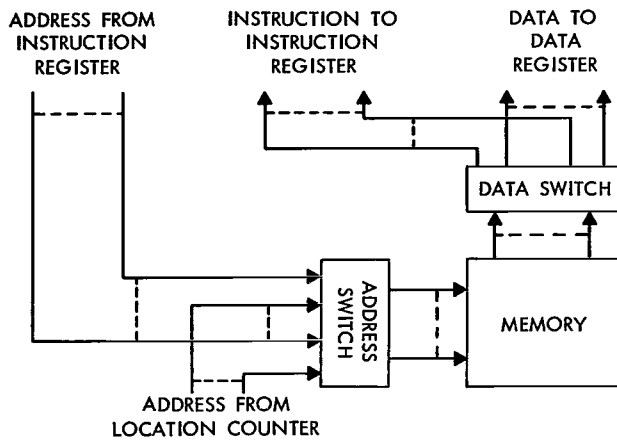 ADDRESS FROM
INSTRUCTION
REGISTER
INSTRUCTION TO
INSTRUCTION
REGISTER
DATA TO
DATA
REGISTER
DATA SWITCH
ADDRESS
SWITCH
MEMORY
ADDRESS FROM
LOCATION COUNTER